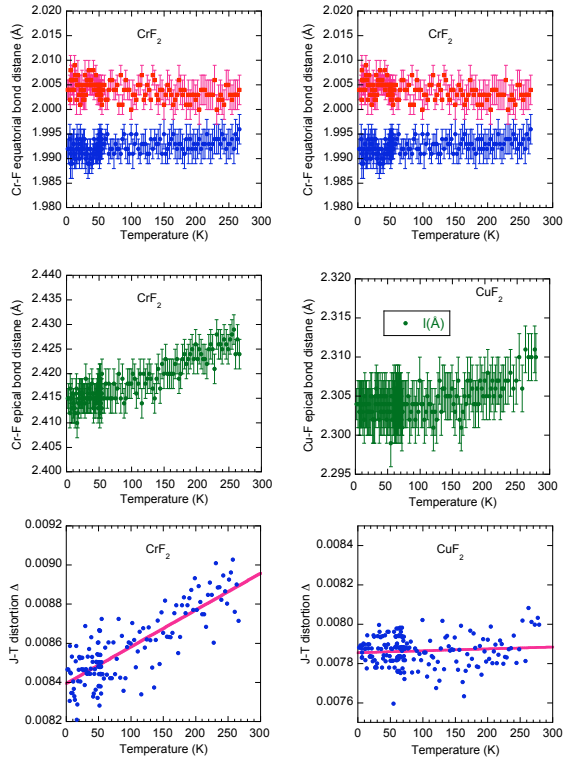 2.020
2.015
2.010
2.005
2.000
1.995
1.990
1.985
1.980
Cr-F equatorial bond distane (Å)
CrF2
0 50 100 150 200 250 300
Temperature (K)
2.020
2.015
2.010
2.005
2.000
1.995
1.990
1.985
1.980
Cr-F equatorial bond distane (Å)
CrF2
0 50 100 150 200 250 300
Temperature (K)
2.440
2.435
2.430
2.425
2.420
2.415
2.410
2.405
2.400
Cr-F epical bond distane (Å)
CrF2
0 50 100 150 200 250 300
Temperature (K)
2.320
2.315
2.310
2.305
2.300
2.295
Cu-F epical bond distane (Å)
CuF2
l(Å)
0 50 100 150 200 250 300
Temperature (K)
0.0092
0.009
0.0088
0.0086
0.0084
0.0082
J-T distortion Δ
CrF2
0 50 100 150 200 250 300
Temperature (K)
0.0084
0.0082
0.0080
0.0078
0.0076
J-T distortion Δ
CuF2
0 50 100 150 200 250 300
Temperature (K)